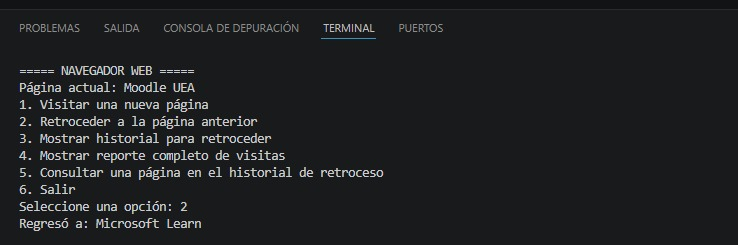 PROBLEMAS SALIDA CONSOLA DE DEPURACIÓN TERMINAL PUERTOS
===== NAVEGADOR WEB =====
Página actual: Moodle UEA
1. Visitar una nueva página
2. Retroceder a la página anterior
3. Mostrar historial para retroceder
4. Mostrar reporte completo de visitas
5. Consultar una página en el historial de retroceso
6. Salir
Seleccione una opción: 2
Regresó a: Microsoft Learn